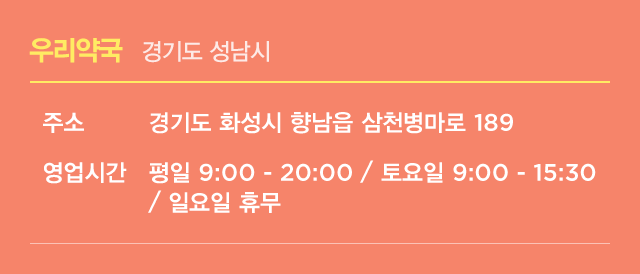 우리약국 경기도 성남시
주소 경기도 화성시 향남읍 삼천병마로 189
영업시간 평일 9:00 - 20:00 / 토요일 9:00 - 15:30
/ 일요일 휴무